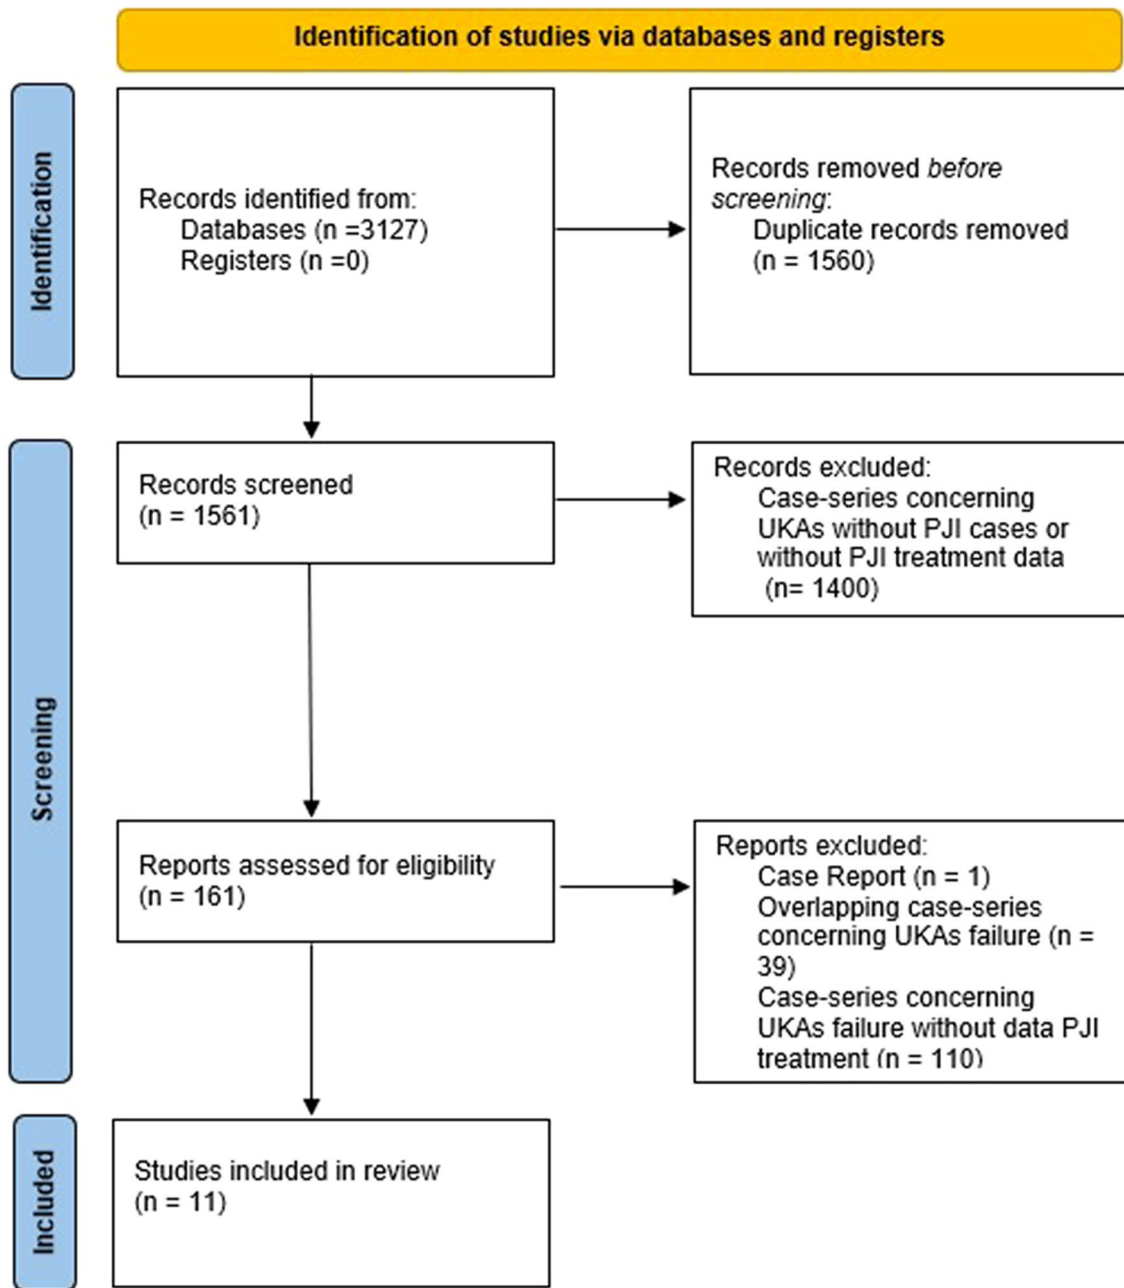 Identification of studies via databases and registers
Identification
Records identified from:
Databases (n =3127)
Registers (n =0)
Records removed before
screening:
Duplicate records removed
(n = 1560)
Screening
Records screened
(n = 1561)
Records excluded:
Case-series concerning
UKAs without PJI cases or
without PJI treatment data
(n= 1400)
Reports assessed for eligibility
(n = 161)
Reports excluded:
Case Report (n = 1)
Overlapping case-series
concerning UKAs failure (n =
39)
Case-series concerning
UKAs failure without data PJI
treatment (n = 110)
Included
Studies included in review
(n = 11)